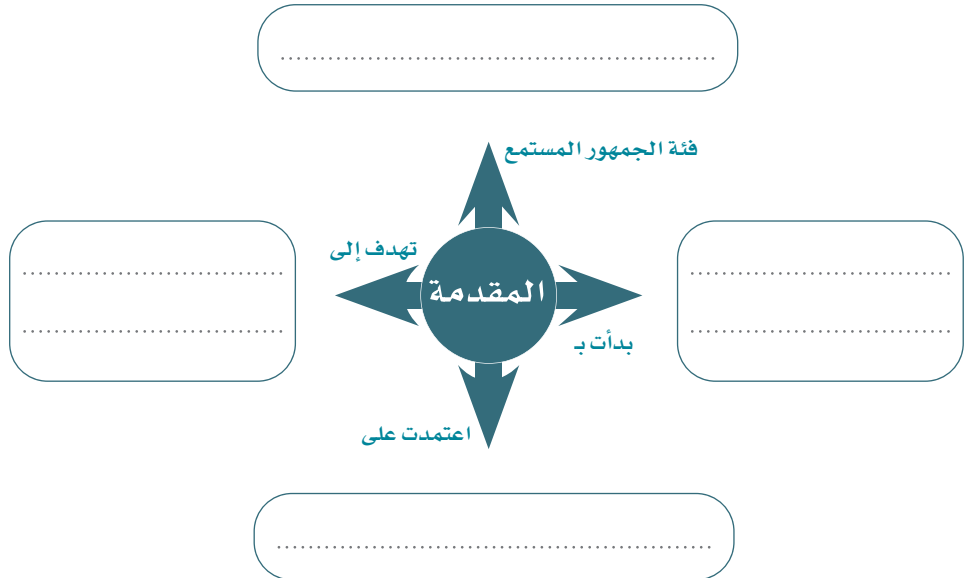 فئة الجمهور المستمع
تهدف إلى
المقدمة
بدأت بـ
اعتمدت على